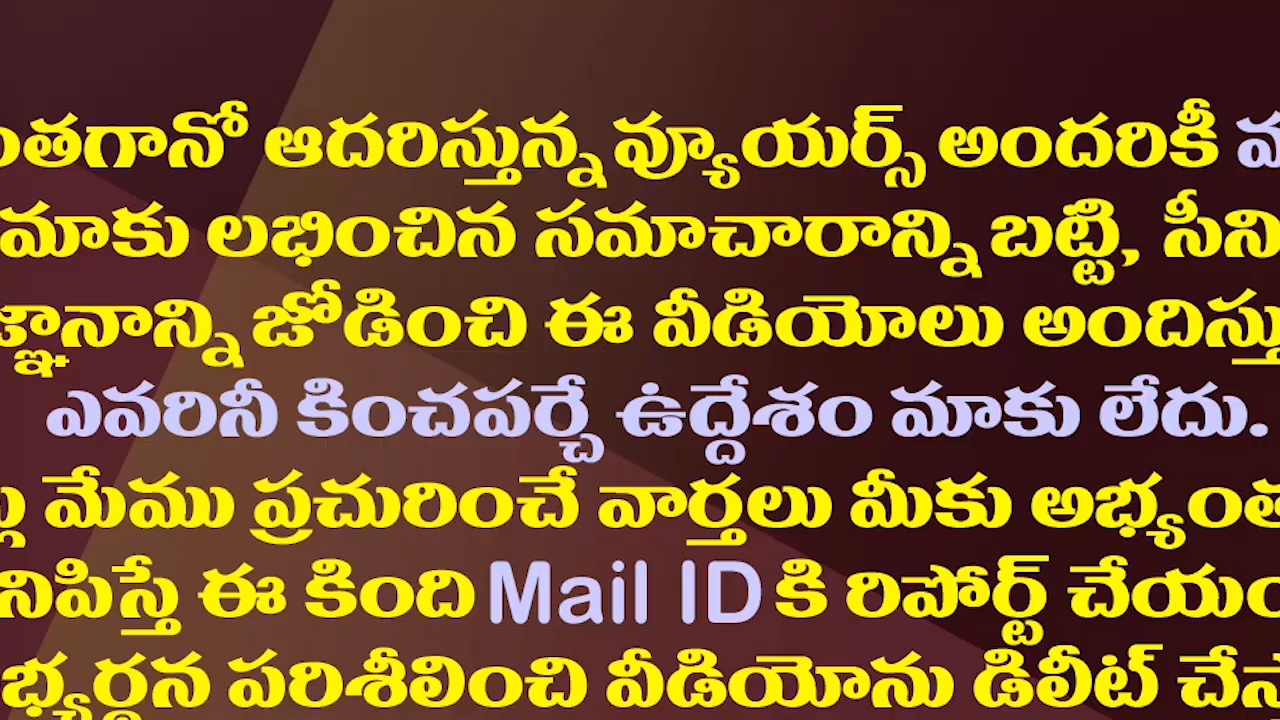 ంతగానో ఆదరిస్తున్న వ్యూయర్స్ అందరికీ
మాకు లభించిన సమాచారాన్ని బట్టి, సీని
జ్ఞానాన్ని జోడించి ఈ వీడియోలు అందిస్తు
ఎవరినీ కించపర్చే ఉద్దేశం మాకు లేదు.
మేము ప్రచురించే వార్తలు మీకు అభ్యంత
నిపిస్తే ఈ కింది Mail ID కి రిపోర్ట్ చేయం
భ్యర్థన పరిశీలించి వీడియోను డిలీట్ చేస